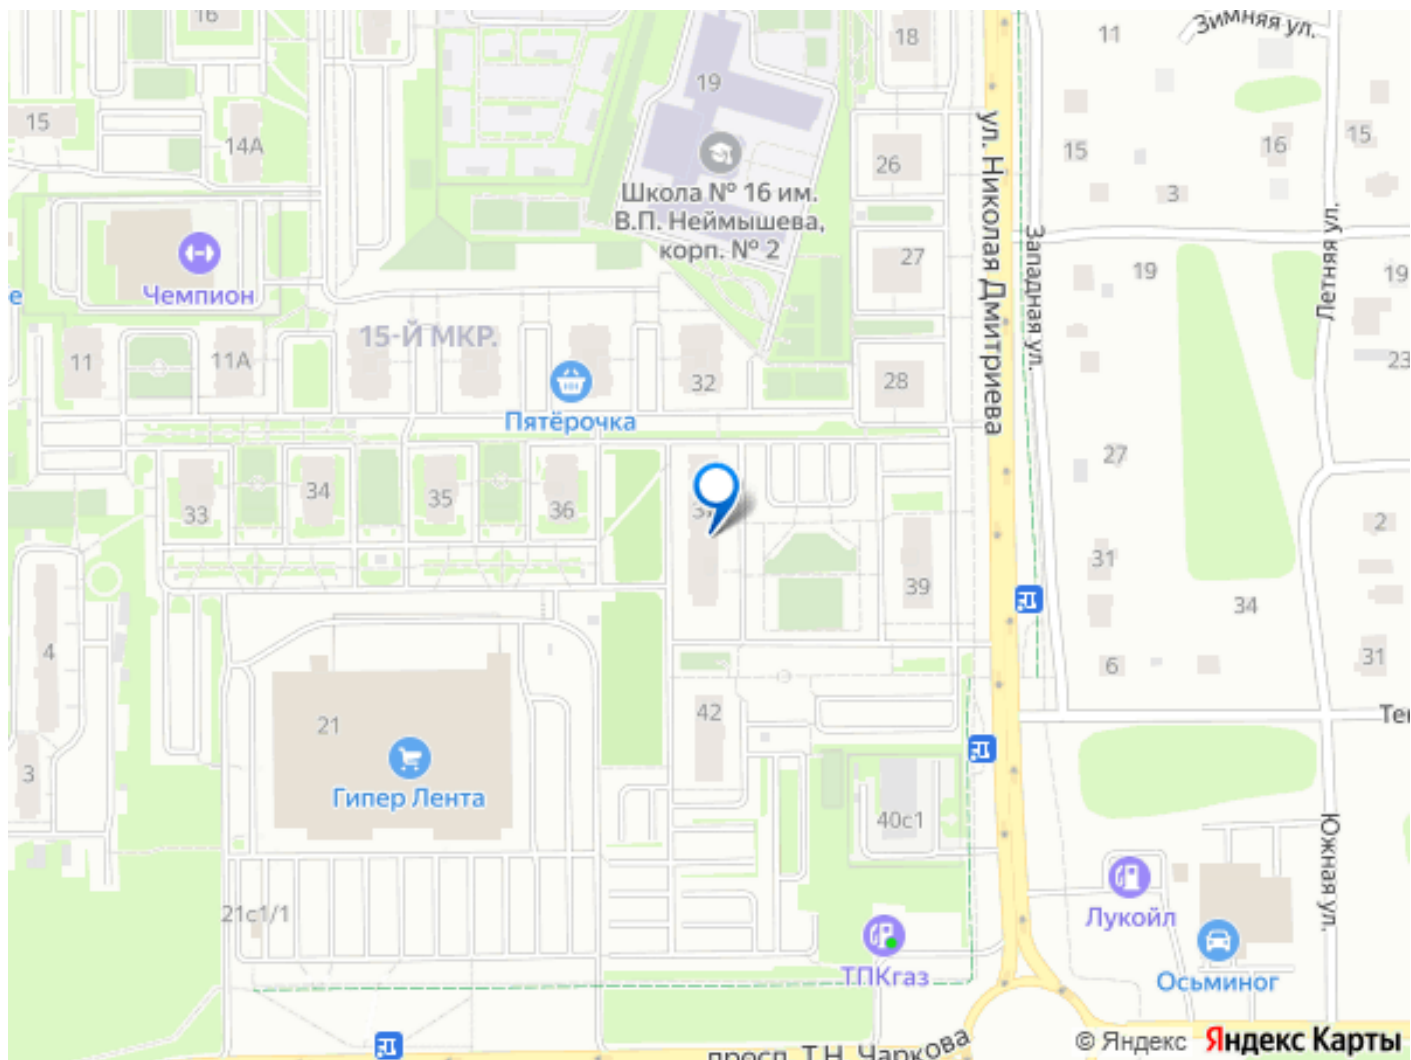 16
18
11
Зимняя ул.
19
15
15
14А
26
15
16
3
ул. Николая Дмитриева
Школа № 16 им.
В.П. Неймышева,
корп. № 2
Западная ул.
Летняя ул.
27
19
19
е
Чемпион
15-Й МКР.
11
11А
32
28
23
Пятёрочка
27
33
34
35
36
2
31
39
34
4
6
31
42
Те
21
3
Гипер Лента
40с1
Южная ул.
21с1/1
Лукойл
ТПКгаз
Осьминог
просп. Т.Н. Чаркова
© Яндекс Яндекс Карты